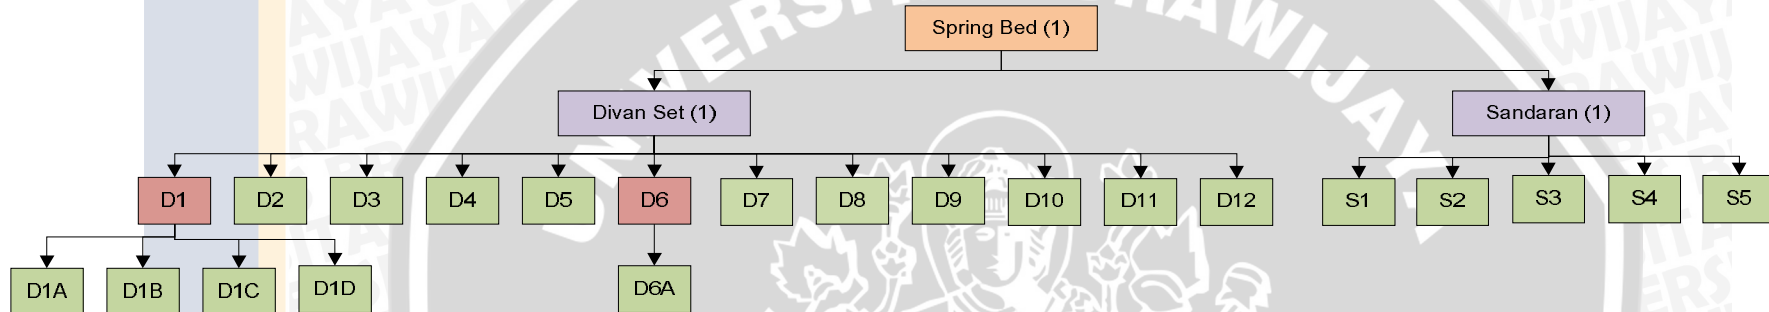 Spring Bed (1)
Divan Set (1)
Sandaran (1)
D1
D2
D3
D4
D5
D6
D7
D8
D9
D10
D11
D12
S1
S2
S3
S4
S5
D1A
D1B
D1C
D1D
D6A